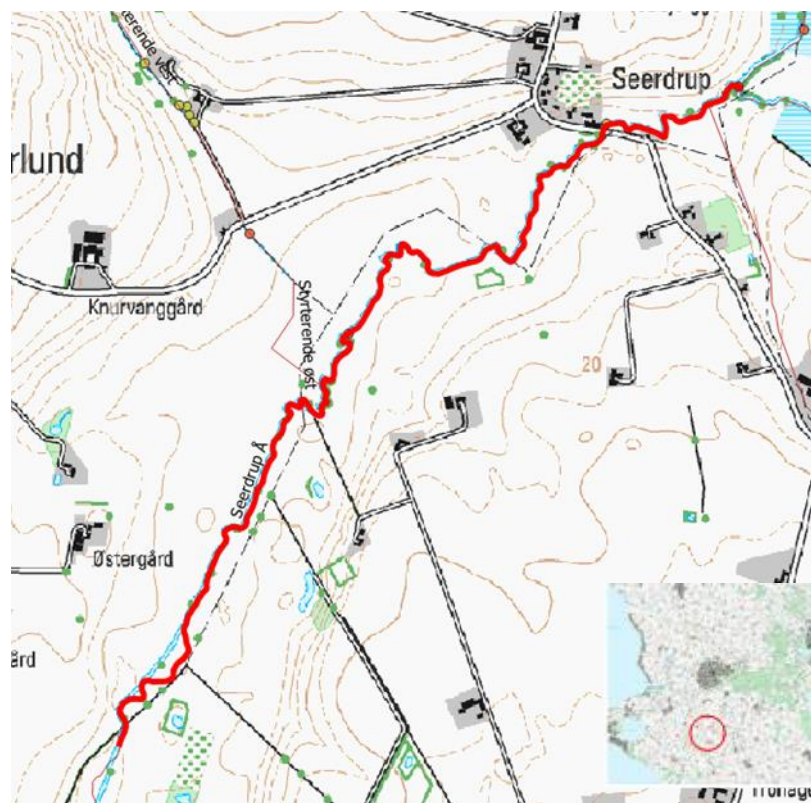 Seerdrup
rlund
Knurvanggård
Styrterende øst
20
Seerdrup Å
Østergård
ård